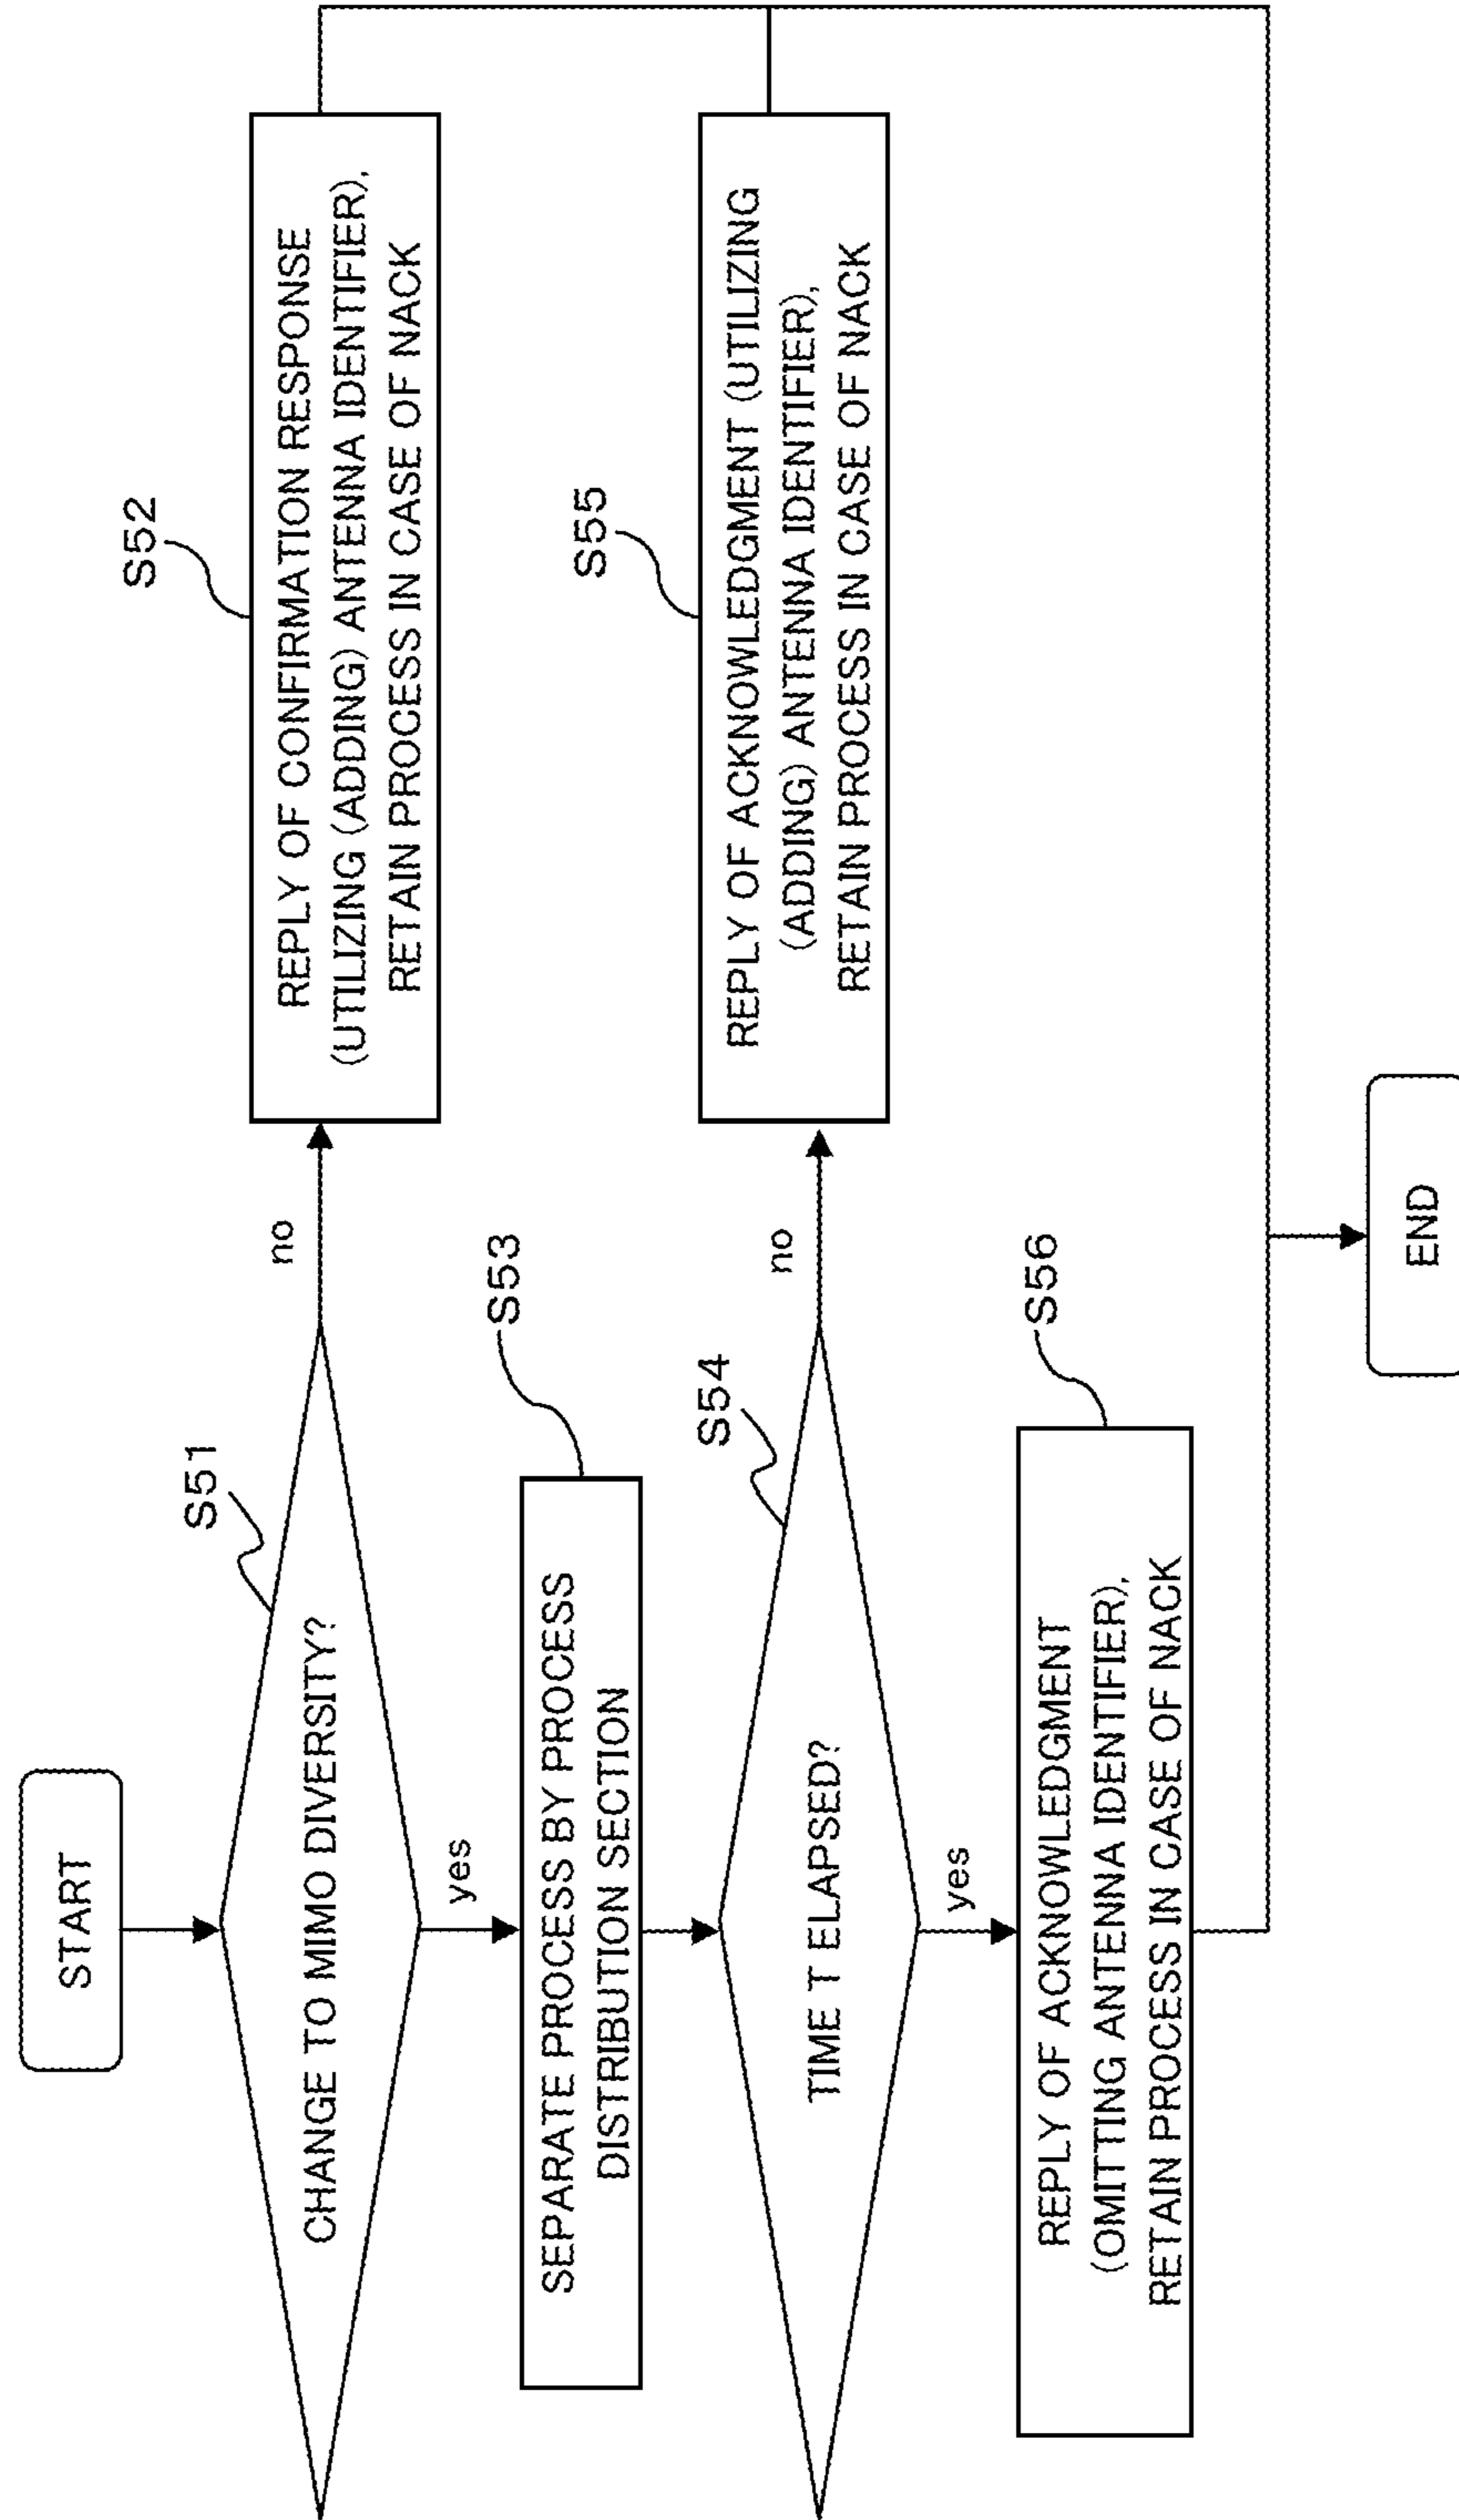 START
S51
CHANGE TO MIMO DIVERSITY?
no
S52
REPLY OF CONFIRMATION RESPONSE
(UTILIZING (ADDING) ANTENNA IDENTIFIER),
RETAIN PROCESS IN CASE OF NACK
yes
S53
SEPARATE PROCESS BY PROCESS
DISTRIBUTION SECTION
S54
TIME T ELAPSED?
no
S55
REPLY OF ACKNOWLEDGMENT (UTILIZING
(ADDING) ANTENNA IDENTIFIER),
RETAIN PROCESS IN CASE OF NACK
yes
S56
REPLY OF ACKNOWLEDGMENT
(OMITTING ANTENNA IDENTIFIER),
RETAIN PROCESS IN CASE OF NACK
END